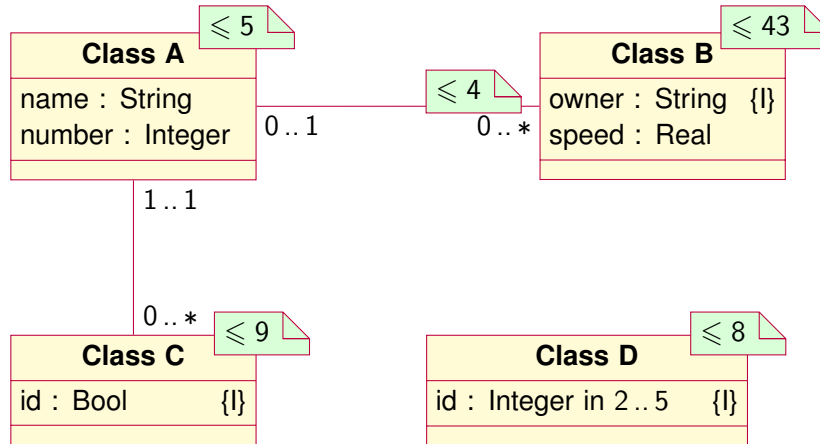 ⩽ 5
Class A
name : String
number : Integer
⩽ 43
Class B
owner : String {I}
speed : Real
⩽ 4
0 .. 1
0 .. ∗
1 .. 1
0 .. ∗
⩽ 9
Class C
id : Bool {I}
⩽ 8
Class D
id : Integer in 2 .. 5 {I}